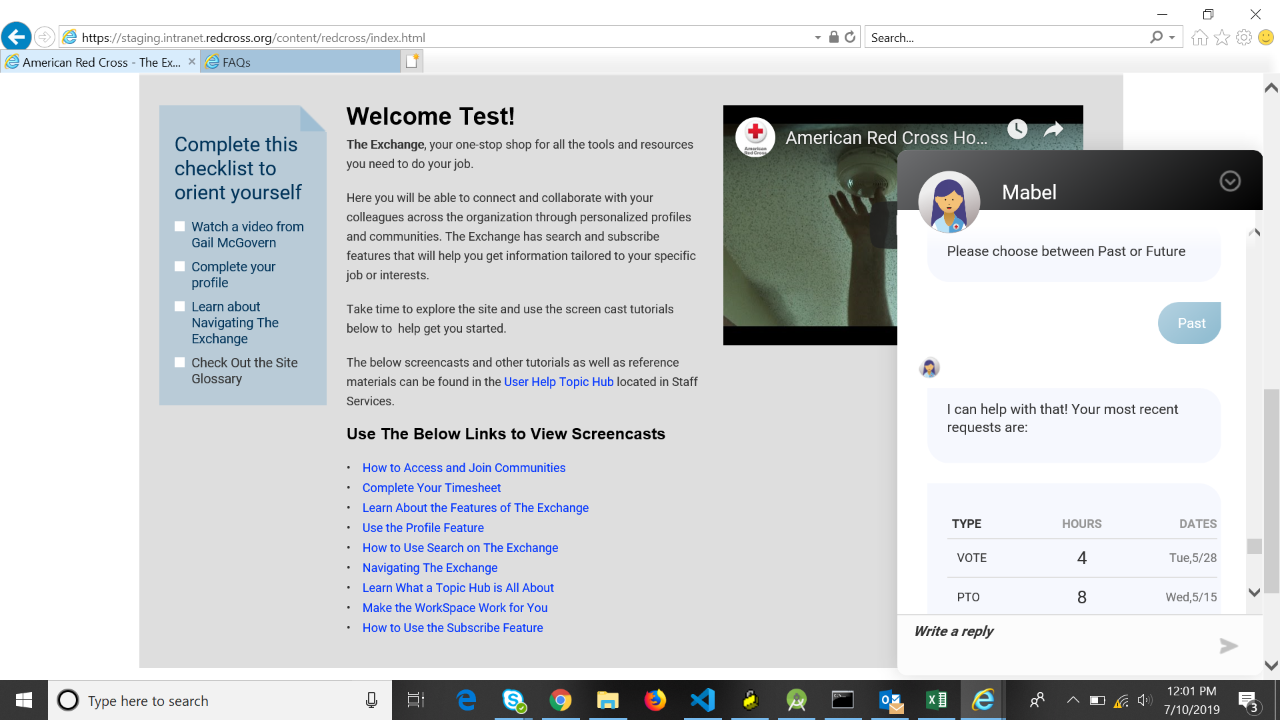 https://staging.intranet.redcross.org/content/redcross/index.html
Search...
American Red Cross - The Ex...
FAQs
Complete this
checklist to
orient yourself
Watch a video from
Gail McGovern
Complete your
profile
Learn about
Navigating The
Exchange
Check Out the Site
Glossary
Welcome Test!
The Exchange, your one-stop shop for all the tools and resources
you need to do your job.
Here you will be able to connect and collaborate with your
colleagues across the organization through personalized profiles
and communities. The Exchange has search and subscribe
features that will help you get information tailored to your specific
job or interests.
Take time to explore the site and use the screen cast tutorials
below to  help get you started.
The below screencasts and other tutorials as well as reference
materials can be found in the User Help Topic Hub located in Staff
Services.
Use The Below Links to View Screencasts
• How to Access and Join Communities
• Complete Your Timesheet
• Learn About the Features of The Exchange
• Use the Profile Feature
• How to Use Search on The Exchange
• Navigating The Exchange
• Learn What a Topic Hub is All About
• Make the WorkSpace Work for You
• How to Use the Subscribe Feature
American Red Cross Ho...
Mabel
Please choose between Past or Future
Past
I can help with that! Your most recent
requests are:
TYPE HOURS DATES
VOTE 4 Tue,5/28
PTO 8 Wed,5/15
Write a reply
Type here to search
12:01 PM
7/10/2019
3